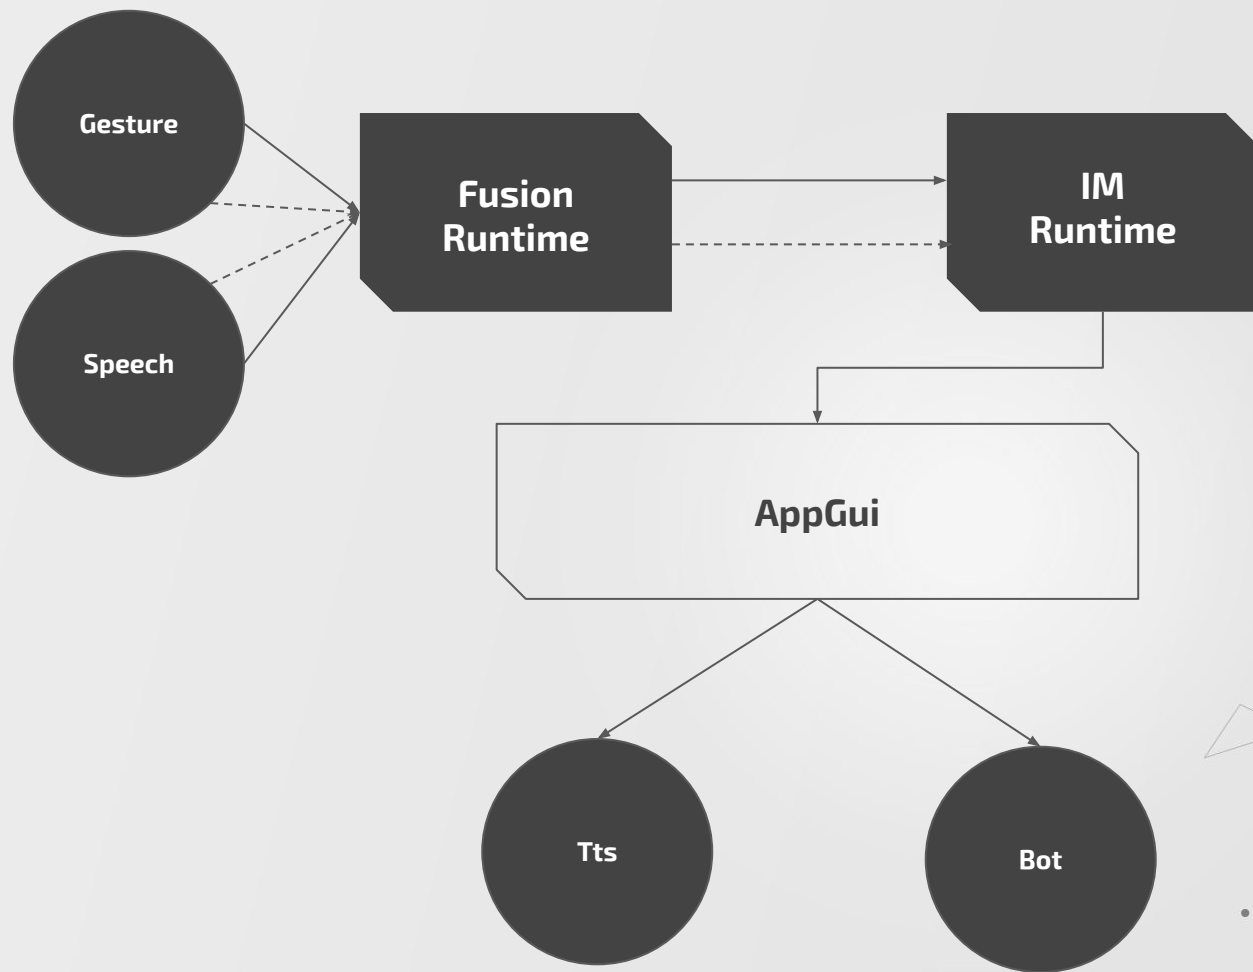 Gesture
Fusion
Runtime
IM
Runtime
Speech
AppGui
Tts
Bot